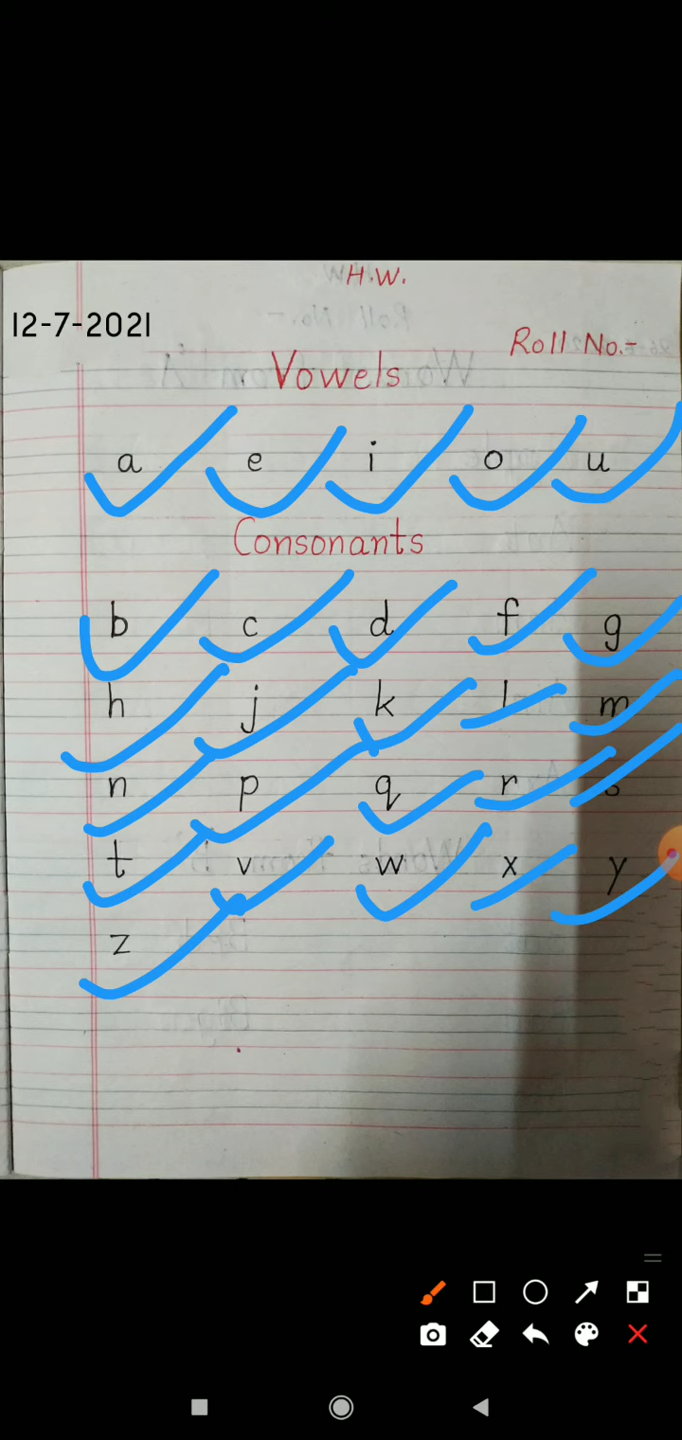 H.W.
12-7-2021
Roll No.-
Vowels
a e i o u
Consonants
b c d f g
h j k l m
n p q r s
t v w x y
z